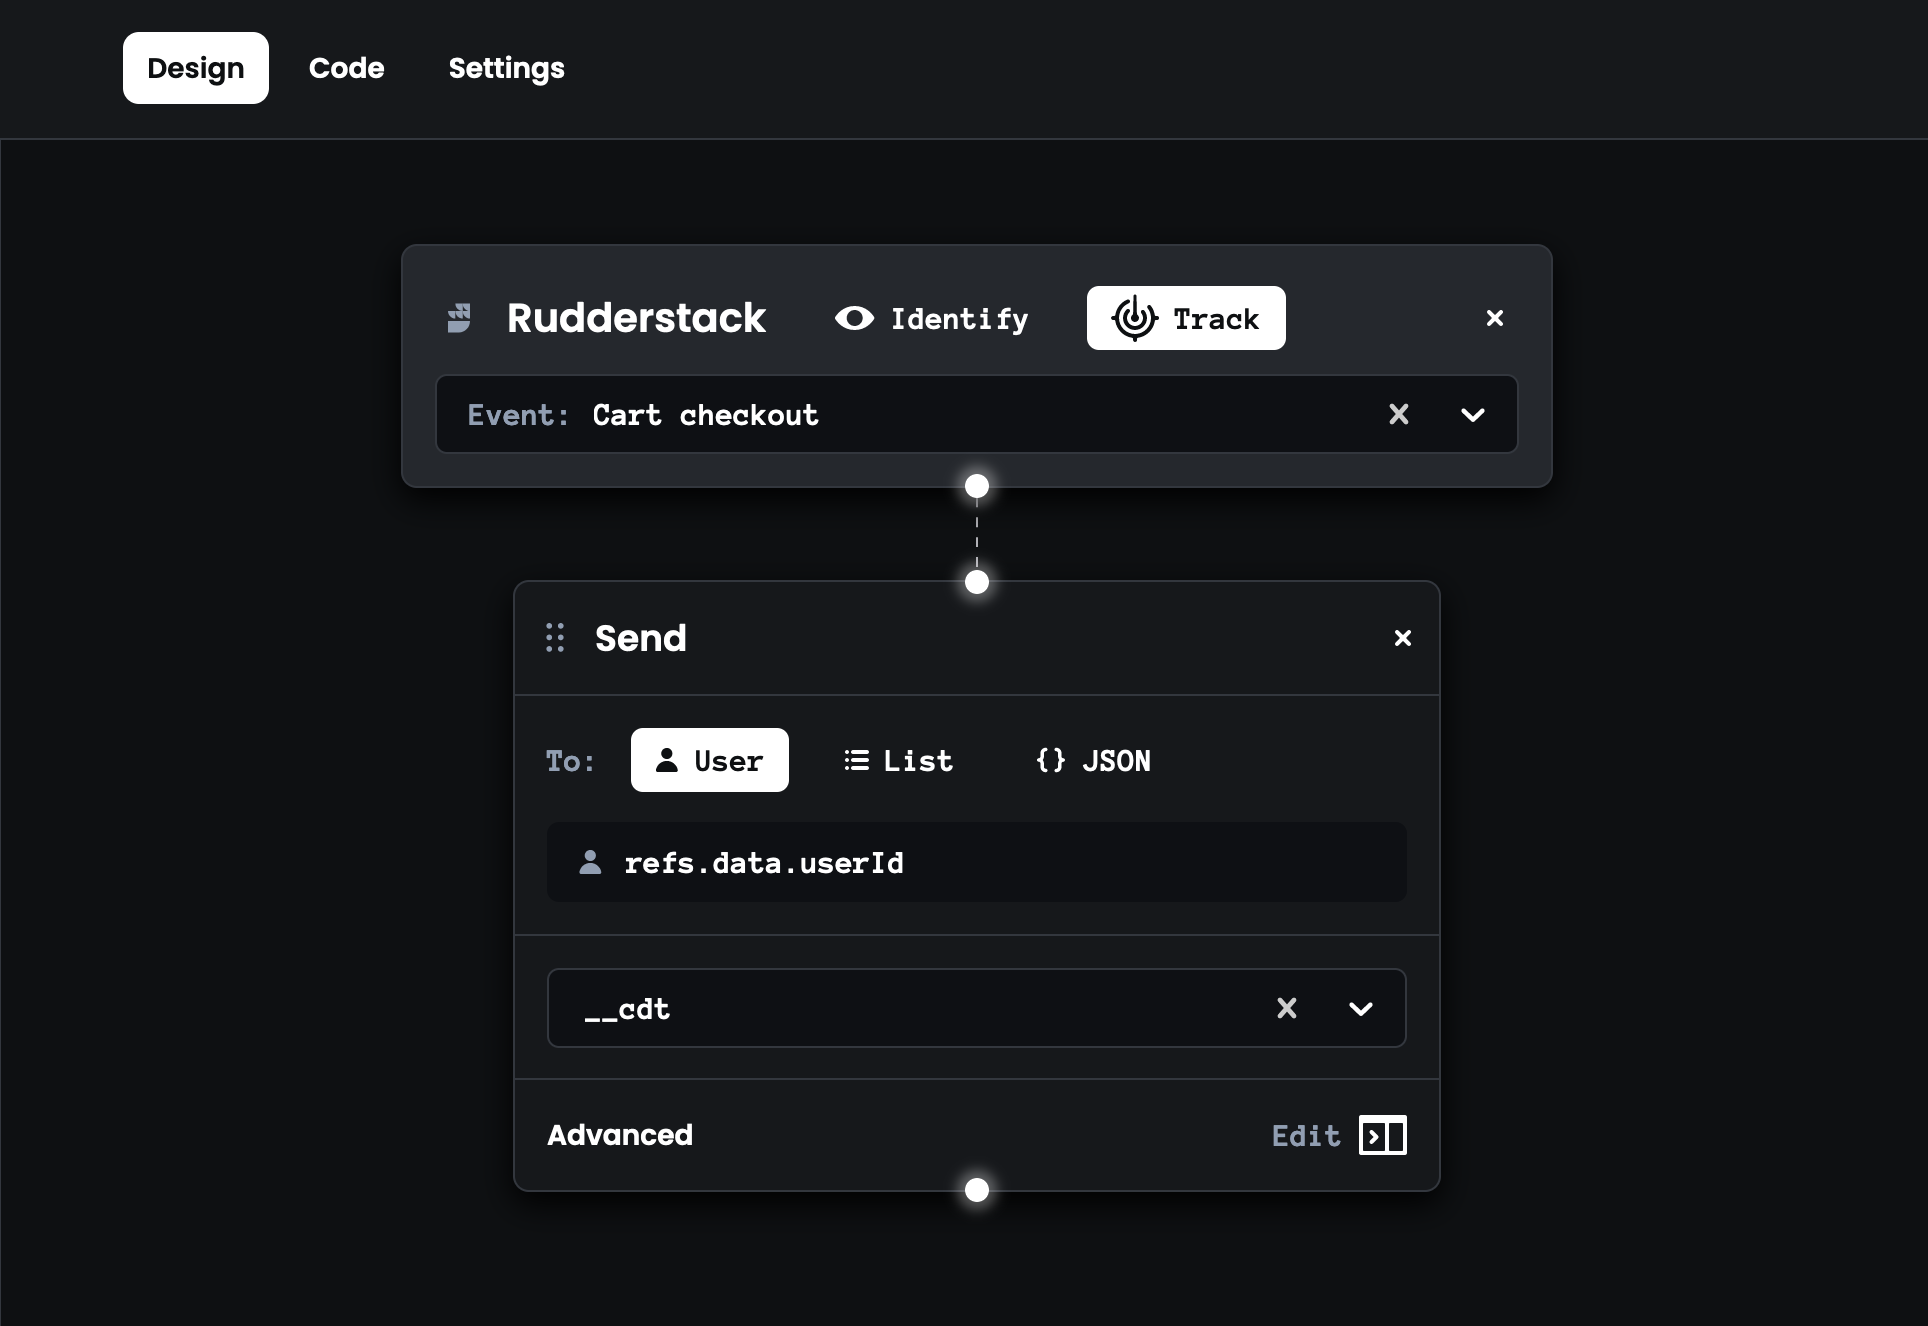 Design Code Settings
Rudderstack Identify Track
Event: Cart checkout
Send
To: User List {} JSON
refs.data.userId
__cdt
Advanced Edit